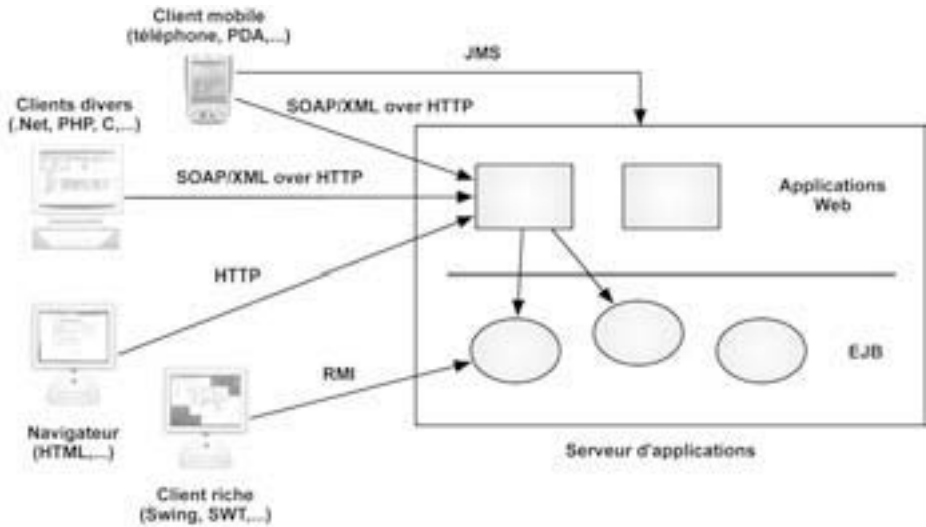 Client mobile
(téléphone, PDA,...)
JMS
SOAP/XML over HTTP
Clients divers
(.Net, PHP, C,...)
SOAP/XML over HTTP
Applications
Web
HTTP
EJB
RMI
Navigateur
(HTML,...)
Serveur d'applications
Client riche
(Swing, SWT,...)